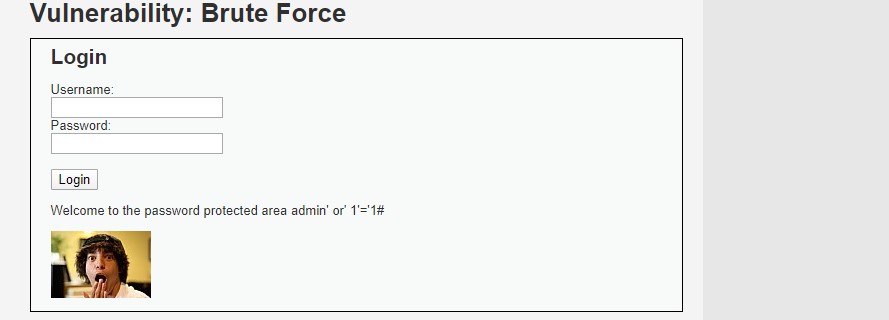 Vulnerability: Brute Force
Login
Username:
Password:
Login
Welcome to the password protected area admin' or' 1'='1#